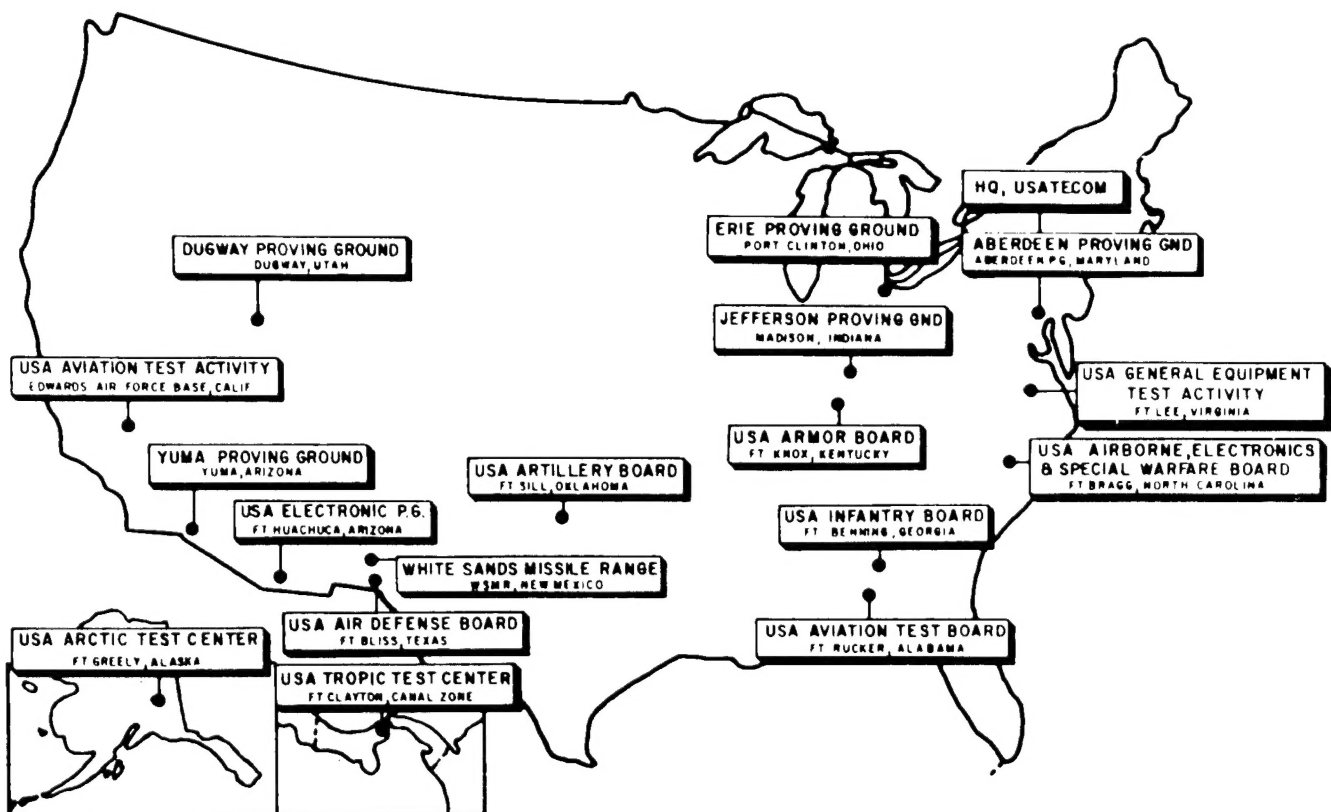 HQ, USATECOM
ERIE PROVING GROUND
PORT CLINTON, OHIO
ABERDEEN PROVING GND
ABERDEEN PG, MARYLAND
DUGWAY PROVING GROUND
DUGWAY, UTAH
JEFFERSON PROVING GND
MADISON, INDIANA
USA AVIATION TEST ACTIVITY
EDWARDS AIR FORCE BASE, CALIF
USA GENERAL EQUIPMENT
TEST ACTIVITY
FT LEE, VIRGINIA
USA ARMOR BOARD
FT KNOX, KENTUCKY
YUMA PROVING GROUND
YUMA, ARIZONA
USA ARTILLERY BOARD
FT SILL, OKLAHOMA
USA AIRBORNE, ELECTRONICS
& SPECIAL WARFARE BOARD
FT BRAGG, NORTH CAROLINA
USA ELECTRONIC P.G.
FT HUACHUCA, ARIZONA
USA INFANTRY BOARD
FT BENNING, GEORGIA
WHITE SANDS MISSILE RANGE
WSMR, NEW MEXICO
USA ARCTIC TEST CENTER
FT GREELY, ALASKA
USA AIR DEFENSE BOARD
FT BLISS, TEXAS
USA AVIATION TEST BOARD
FT RUCKER, ALABAMA
USA TROPIC TEST CENTER
FT CLAYTON, CANAL ZONE